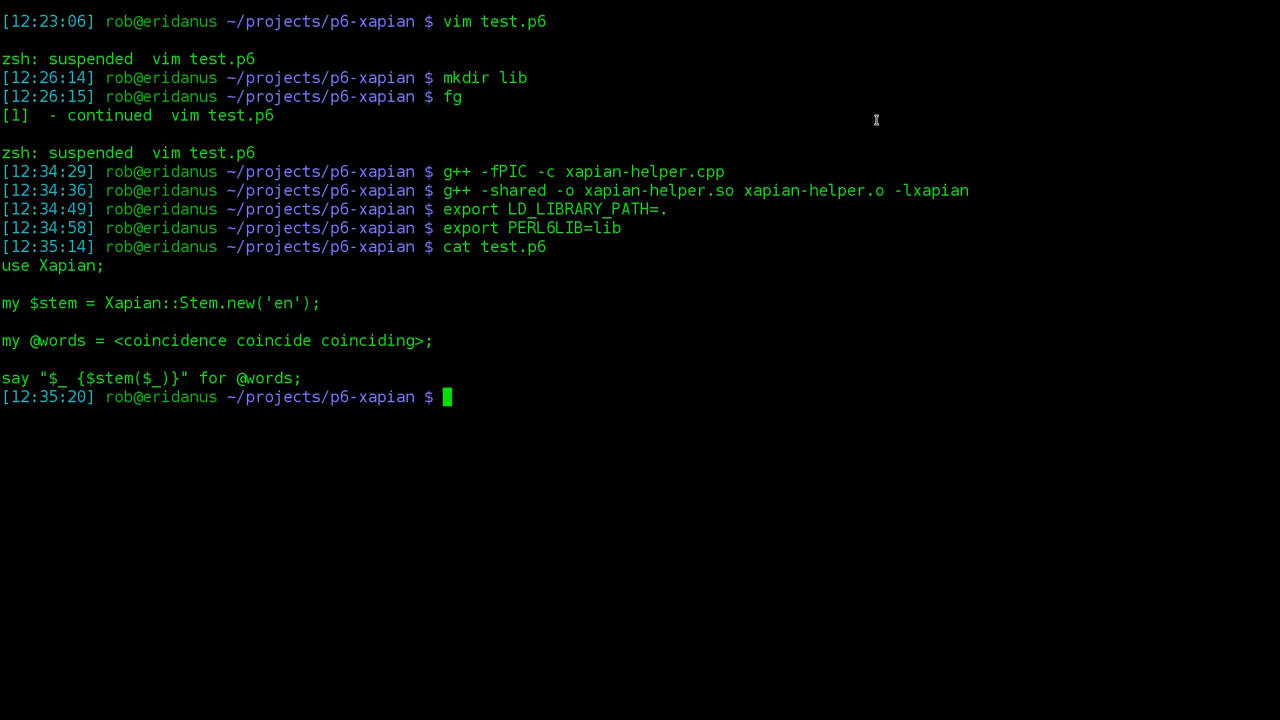 [12:23:06] rob@eridanus ~/projects/p6-xapian $ vim test.p6
zsh: suspended  vim test.p6
[12:26:14] rob@eridanus ~/projects/p6-xapian $ mkdir lib
[12:26:15] rob@eridanus ~/projects/p6-xapian $ fg
[1]  - continued  vim test.p6
zsh: suspended  vim test.p6
[12:34:29] rob@eridanus ~/projects/p6-xapian $ g++ -fPIC -c xapian-helper.cpp
[12:34:36] rob@eridanus ~/projects/p6-xapian $ g++ -shared -o xapian-helper.so xapian-helper.o -lxapian
[12:34:49] rob@eridanus ~/projects/p6-xapian $ export LD_LIBRARY_PATH=.
[12:34:58] rob@eridanus ~/projects/p6-xapian $ export PERL6LIB=lib
[12:35:14] rob@eridanus ~/projects/p6-xapian $ cat test.p6
use Xapian;
my $stem = Xapian::Stem.new('en');
my @words = <coincidence coincide coinciding>;
say "$_ {$stem($_)}" for @words;
[12:35:20] rob@eridanus ~/projects/p6-xapian $